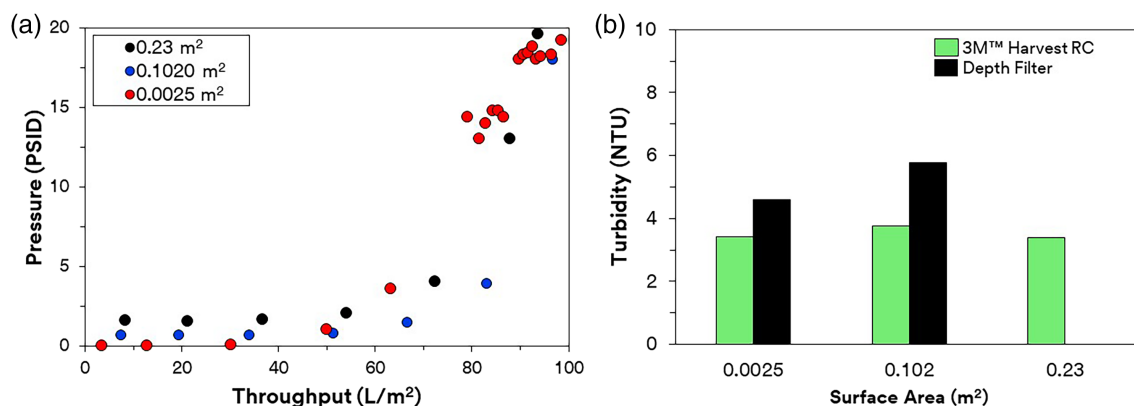 (a)
20
15
10
5
0
Pressure (PSID)
0.23 m²
0.1020 m²
0.0025 m²
0 20 40 60 80 100
Throughput (L/m²)
(b)
10
8
6
4
2
0
Turbidity (NTU)
3M™ Harvest RC
Depth Filter
0.0025 0.102 0.23
Surface Area (m²)